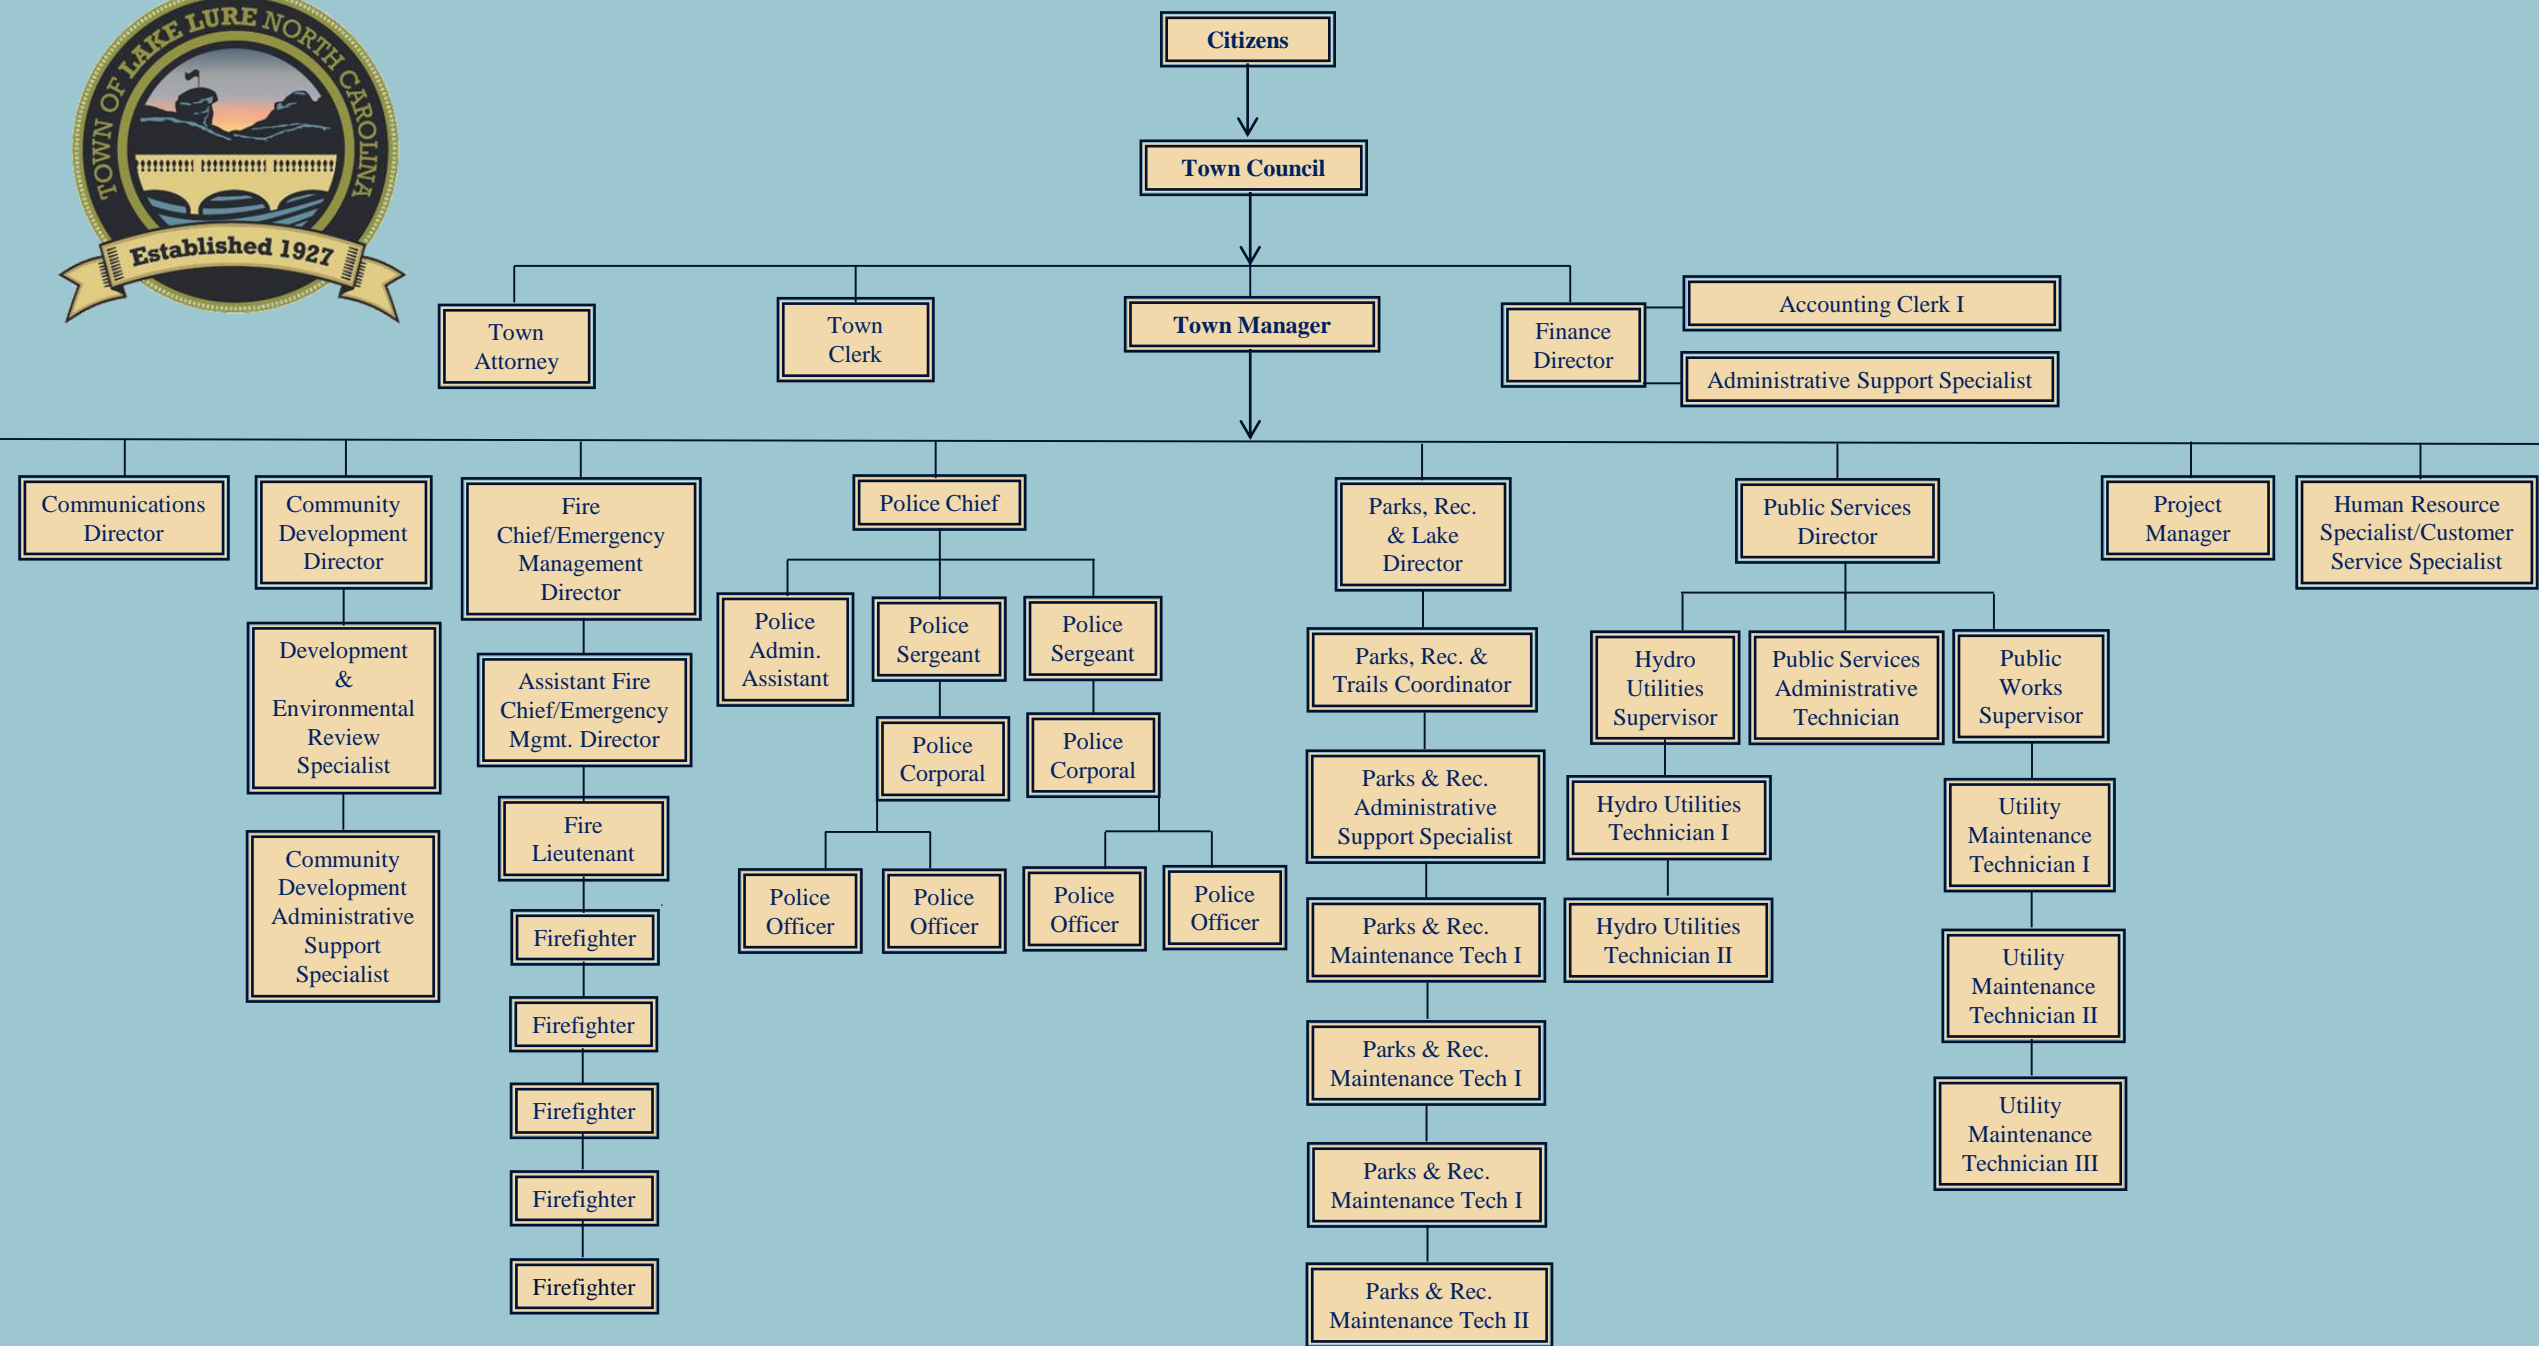 TOWN OF LAKE LURE NORTH CAROLINA
Established 1927
Citizens
Town Council
Town
Attorney
Town
Clerk
Town Manager
Finance
Director
Accounting Clerk I
Administrative Support Specialist
Communications
Director
Community
Development
Director
Development
&
Environmental
Review
Specialist
Community
Development
Administrative
Support
Specialist
Fire
Chief/Emergency
Management
Director
Assistant Fire
Chief/Emergency
Mgmt. Director
Fire
Lieutenant
Firefighter
Firefighter
Firefighter
Firefighter
Firefighter
Police Chief
Police
Admin.
Assistant
Police
Sergeant
Police
Sergeant
Police
Corporal
Police
Corporal
Police
Officer
Police
Officer
Police
Officer
Police
Officer
Parks, Rec.
& Lake
Director
Parks, Rec. &
Trails Coordinator
Parks & Rec.
Administrative
Support Specialist
Parks & Rec.
Maintenance Tech I
Parks & Rec.
Maintenance Tech I
Parks & Rec.
Maintenance Tech I
Parks & Rec.
Maintenance Tech II
Public Services
Director
Hydro
Utilities
Supervisor
Hydro Utilities
Technician I
Hydro Utilities
Technician II
Public Services
Administrative
Technician
Public
Works
Supervisor
Utility
Maintenance
Technician I
Utility
Maintenance
Technician II
Utility
Maintenance
Technician III
Project
Manager
Human Resource
Specialist/Customer
Service Specialist